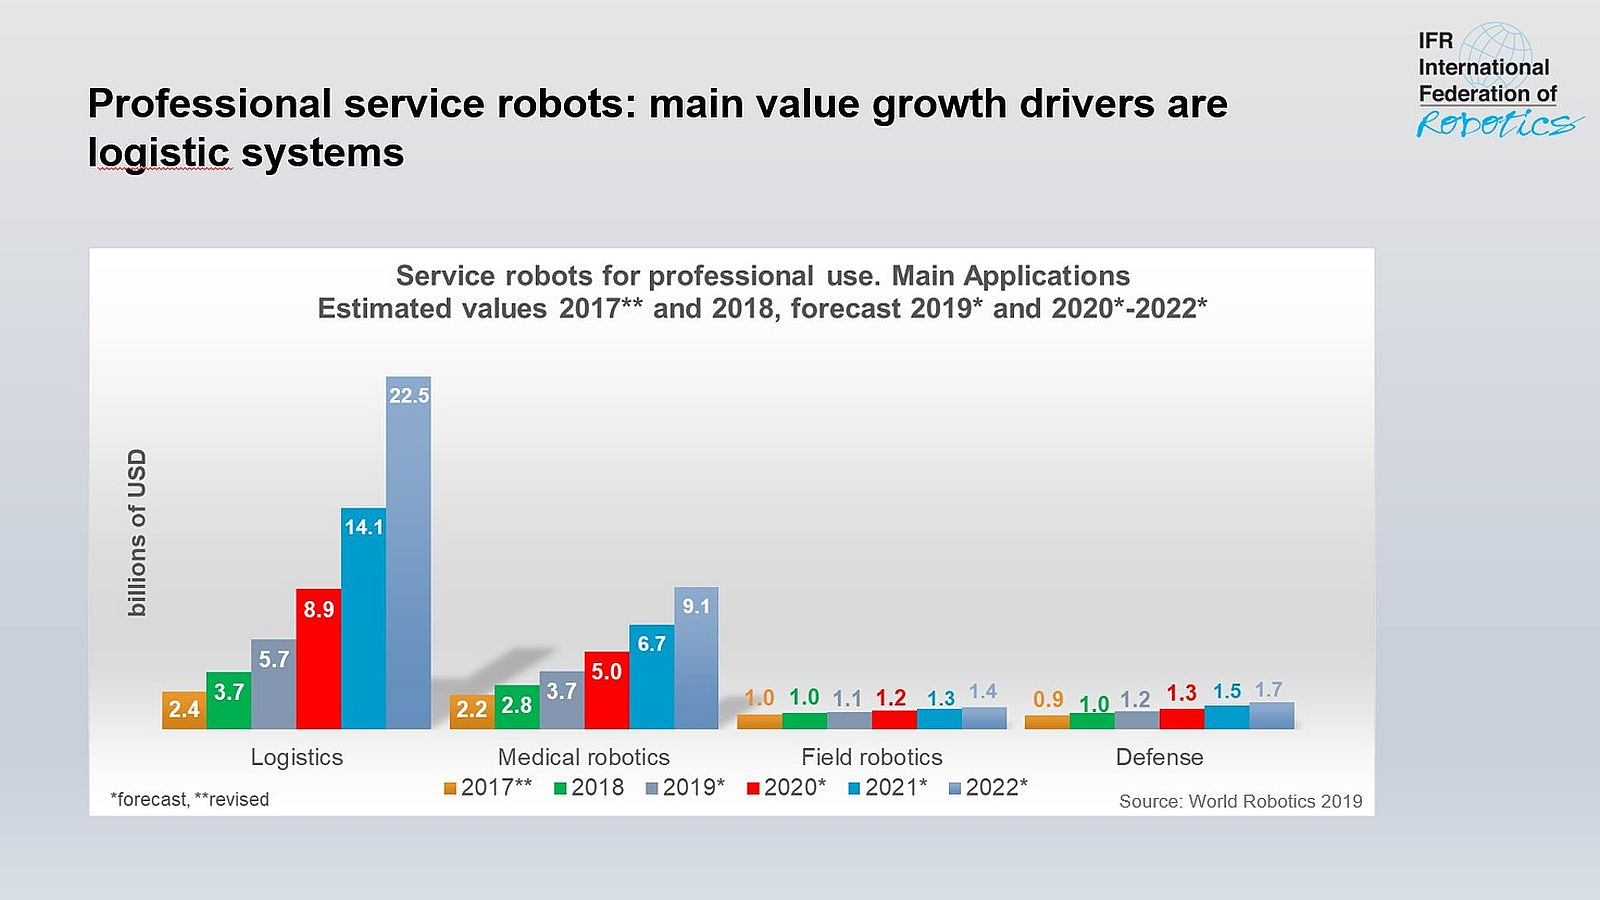 IFR
International
Federation of
Robotics
Professional service robots: main value growth drivers are
logistic systems
Service robots for professional use. Main Applications
Estimated values 2017** and 2018, forecast 2019* and 2020*-2022*
billions of USD
2.4 3.7 5.7 8.9 14.1 22.5
2.2 2.8 3.7 5.0 6.7 9.1
1.0 1.0 1.1 1.2 1.3 1.4
0.9 1.0 1.2 1.3 1.5 1.7
Logistics Medical robotics Field robotics Defense
2017** 2018 2019* 2020* 2021* 2022*
*forecast, **revised
Source: World Robotics 2019